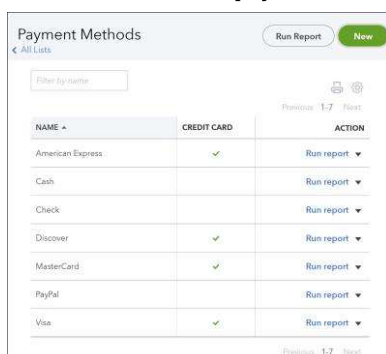 Payment Methods
Run Report
New
All Lists
Filter by name
Previous 1-7 Next
NAME CREDIT CARD ACTION
American Express Run report
Cash Run report
Check Run report
Discover Run report
MasterCard Run report
PayPal Run report
Visa Run report
Previous 1-7 Next